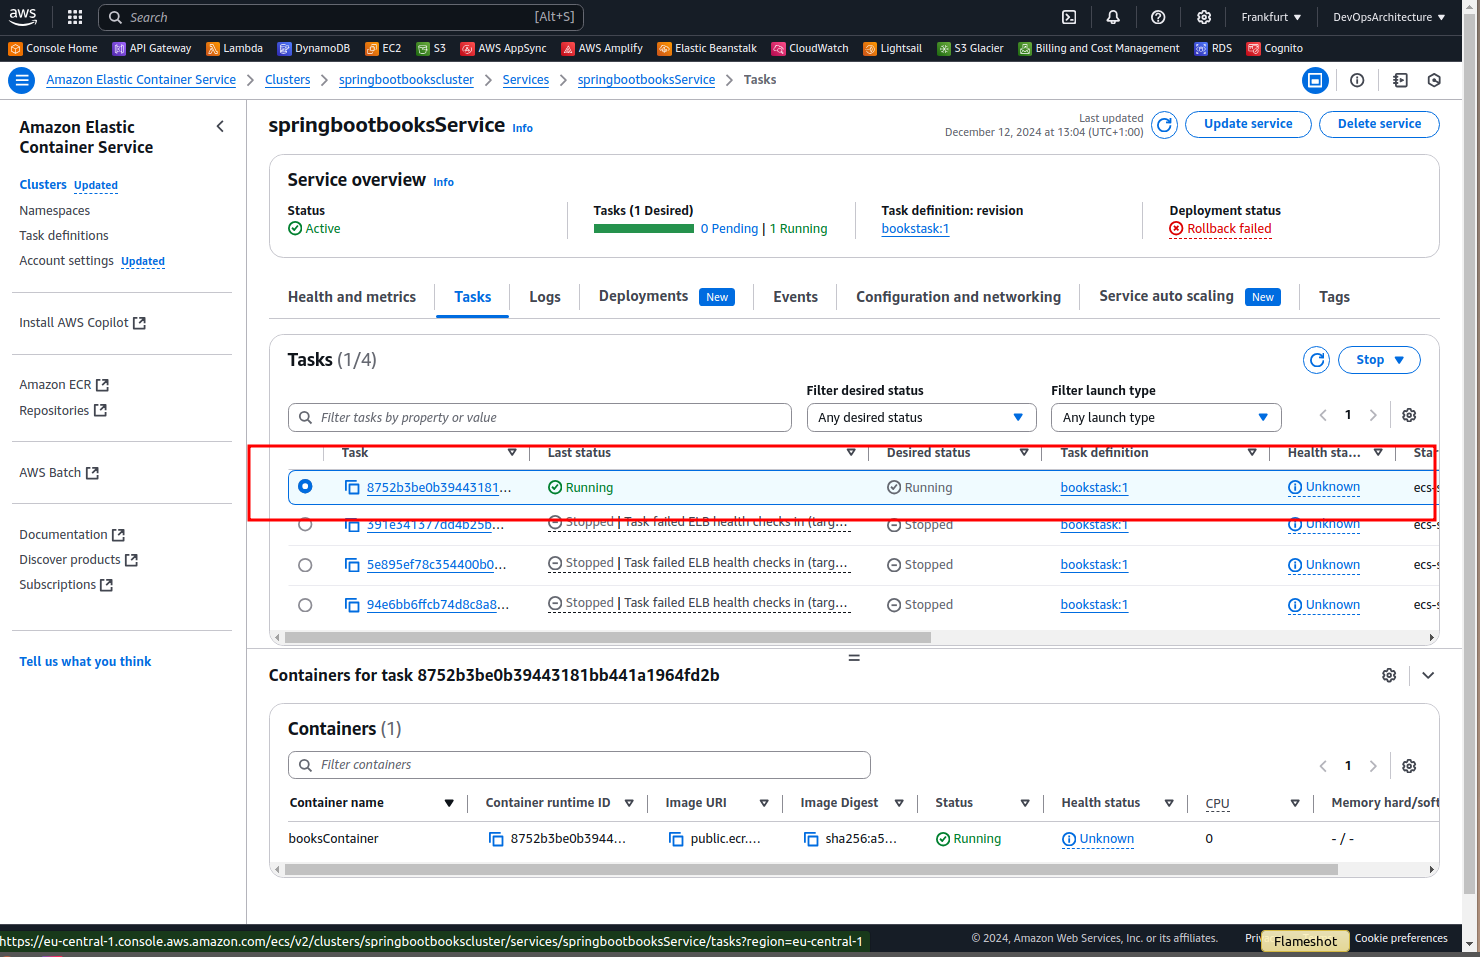 aws Search [Alt+S] Frankfurt DevOpsArchitecture
Console Home API Gateway Lambda DynamoDB EC2 S3 AWS AppSync AWS Amplify Elastic Beanstalk CloudWatch Lightsail S3 Glacier Billing and Cost Management RDS Cognito
Amazon Elastic Container Service Clusters springbootbookscluster Services springbootbooksService Tasks
Amazon Elastic
Container Service
Clusters Updated
Namespaces
Task definitions
Account settings Updated
Install AWS Copilot
Amazon ECR
Repositories
AWS Batch
Documentation
Discover products
Subscriptions
Tell us what you think
springbootbooksService Info
Last updated
December 12, 2024 at 13:04 (UTC+1:00)
Update service Delete service
Service overview Info
Status Tasks (1 Desired) Task definition: revision Deployment status
Active 0 Pending | 1 Running bookstask:1 Rollback failed
Health and metrics Tasks Logs Deployments New Events Configuration and networking Service auto scaling New Tags
Tasks (1/4) Stop
Filter desired status Filter launch type
Filter tasks by property or value Any desired status Any launch type 1
Task Last status Desired status Task definition Health sta... Sta
8752b3be0b39443181... Running Running bookstask:1 Unknown ecs-s
391e341377dd4b25b... Stopped | Task failed ELB health checks in (targ... Stopped bookstask:1 Unknown ecs-s
5e895ef78c354400b0... Stopped | Task failed ELB health checks in (targ... Stopped bookstask:1 Unknown ecs-s
94e6bb6ffcb74d8c8a8... Stopped | Task failed ELB health checks in (targ... Stopped bookstask:1 Unknown ecs-s
Containers for task 8752b3be0b39443181bb441a1964fd2b
Containers (1)
Filter containers 1
Container name Container runtime ID Image URI Image Digest Status Health status CPU Memory hard/soft
booksContainer 8752b3be0b3944... public.ecr.... sha256:a5... Running Unknown 0 - / -
https://eu-central-1.console.aws.amazon.com/ecs/v2/clusters/springbootbookscluster/services/springbootbooksService/tasks?region=eu-central-1
© 2024, Amazon Web Services, Inc. or its affiliates. Flameshot Cookie preferences